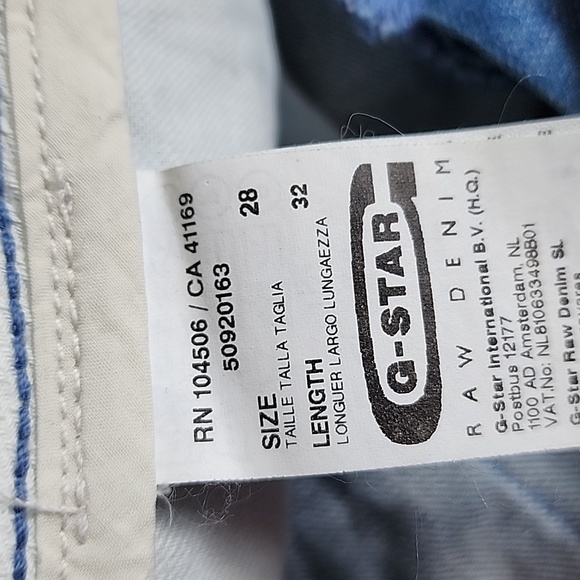 RN 104506 / CA 41169
50920163
SIZE 28
TAILLE TALLA TAGLIA
LENGTH 32
LONGUER LARGO LUNGAEZZA
G-STAR
RAW DENIM
G-Star International B.V. (H.Q.)
Postbus 12177
1100 AD Amsterdam, NL
VAT.No: NL810633498B01
G-Star Raw Denim SL